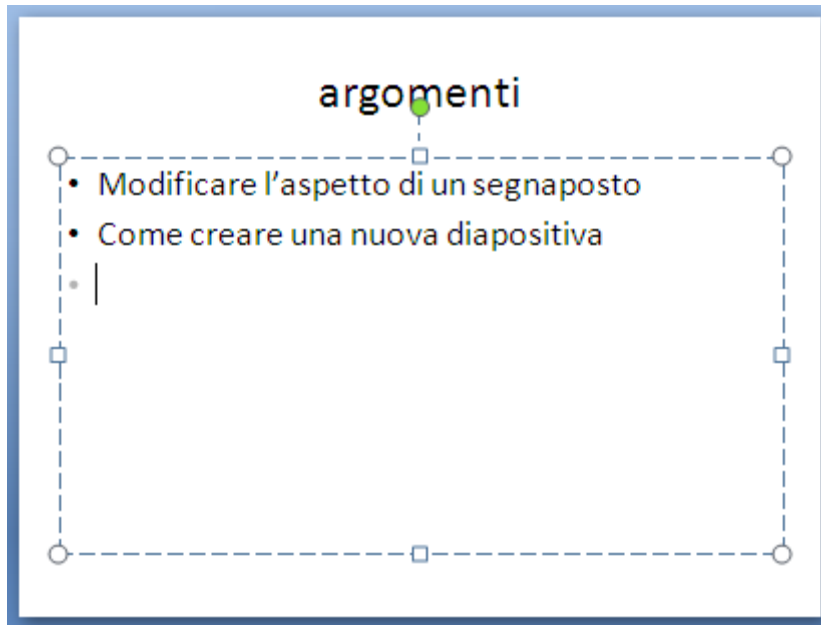 argomenti
• Modificare l’aspetto di un segnaposto
• Come creare una nuova diapositiva
•